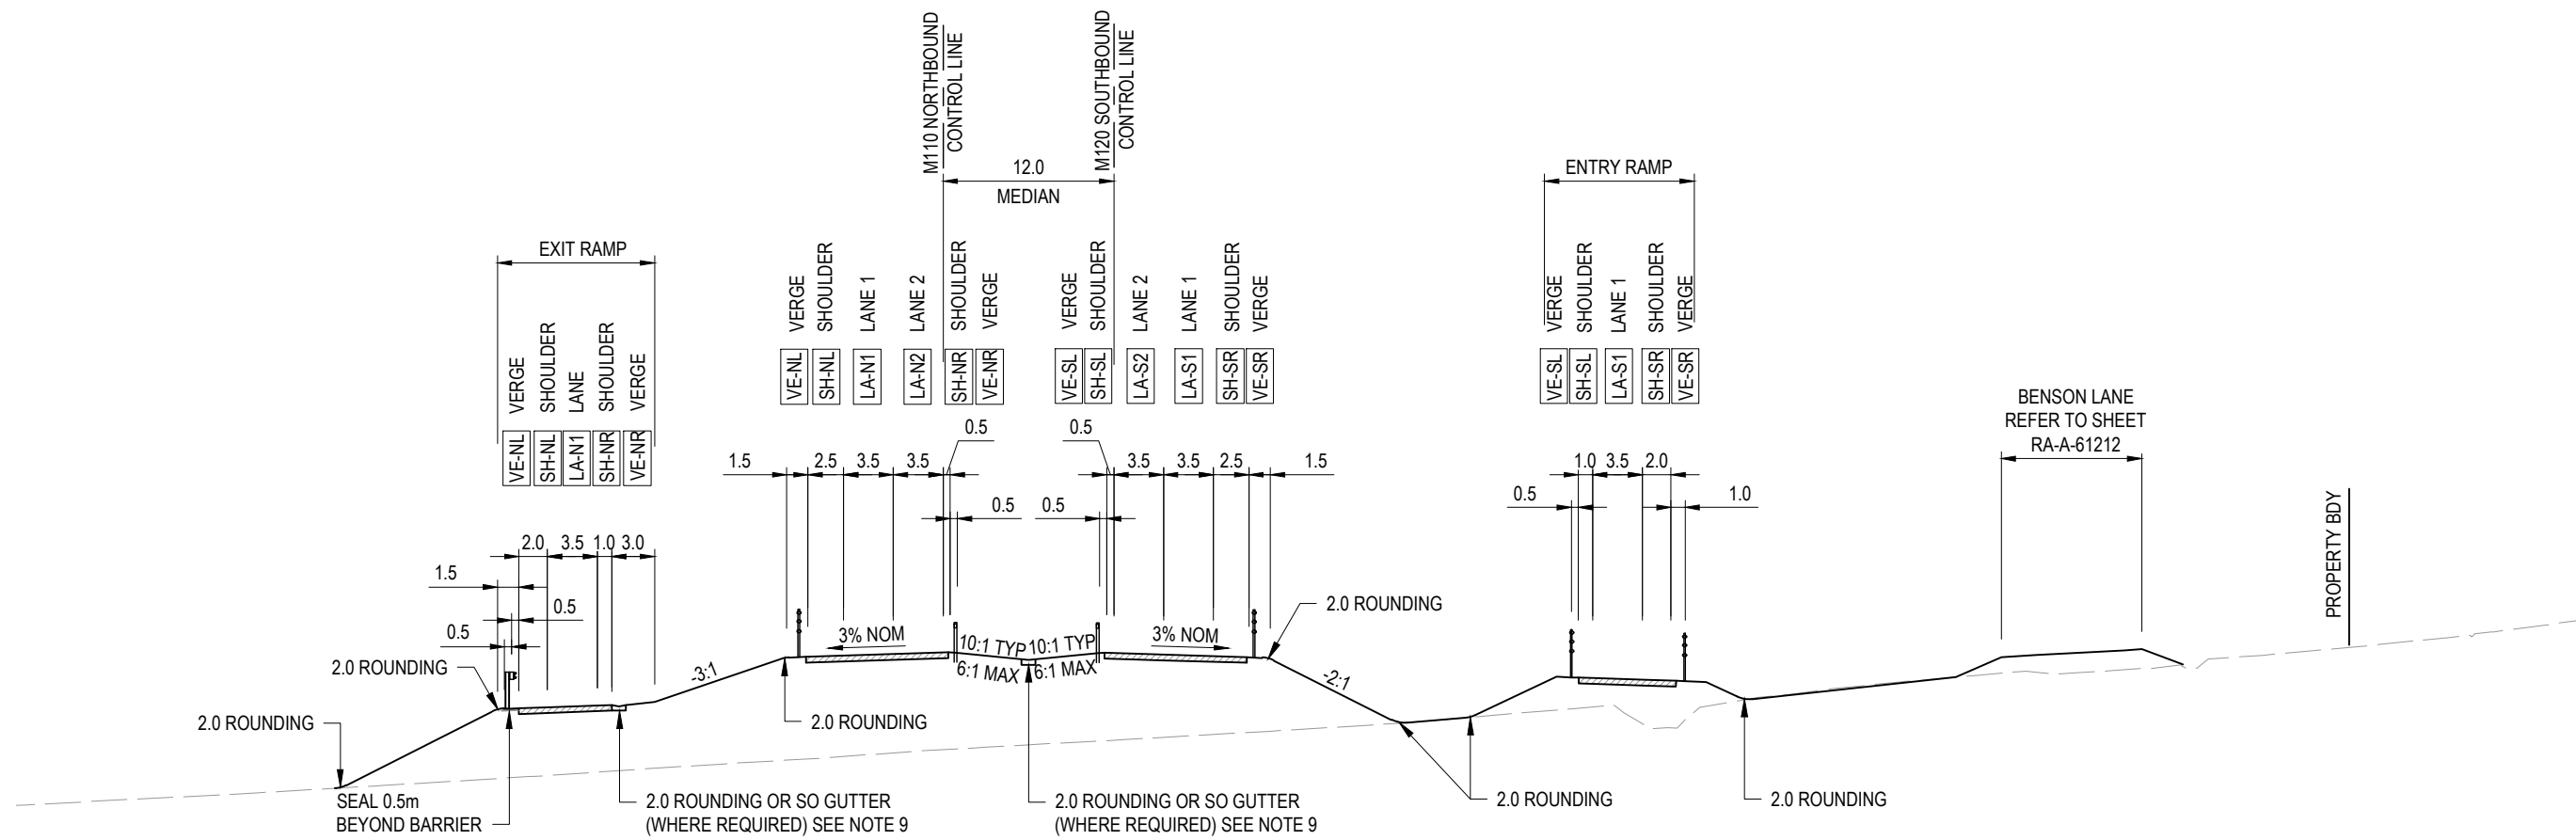 M110 NORTHBOUND
CONTROL LINE
M120 SOUTHBOUND
CONTROL LINE
12.0
MEDIAN
EXIT RAMP
ENTRY RAMP
VERGE
SHOULDER
LANE
SHOULDER
VERGE
VE-NL
SH-NL
LA-N1
SH-NR
VE-NR
VERGE
SHOULDER
LANE 1
LANE 2
SHOULDER
VERGE
VE-NL
SH-NL
LA-N1
LA-N2
SH-NR
VE-NR
VERGE
SHOULDER
LANE 2
LANE 1
SHOULDER
VERGE
VE-SL
SH-SL
LA-S2
LA-S1
SH-SR
VE-SR
VERGE
SHOULDER
LANE 1
SHOULDER
VERGE
VE-SL
SH-SL
LA-S1
SH-SR
VE-SR
BENSON LANE
REFER TO SHEET
RA-A-61212
PROPERTY BDY
0.5
0.5
1.5
2.5
3.5
3.5
3.5
3.5
2.5
1.5
1.0
3.5
2.0
0.5
0.5
0.5
1.0
2.0
3.5
1.0
3.0
1.5
0.5
0.5
3% NOM
10:1 TYP
10:1 TYP
3% NOM
6:1 MAX
6:1 MAX
-3:1
-2:1
2.0 ROUNDING
2.0 ROUNDING
2.0 ROUNDING
2.0 ROUNDING
SEAL 0.5m
BEYOND BARRIER
2.0 ROUNDING OR SO GUTTER
(WHERE REQUIRED) SEE NOTE 9
2.0 ROUNDING OR SO GUTTER
(WHERE REQUIRED) SEE NOTE 9
2.0 ROUNDING
2.0 ROUNDING